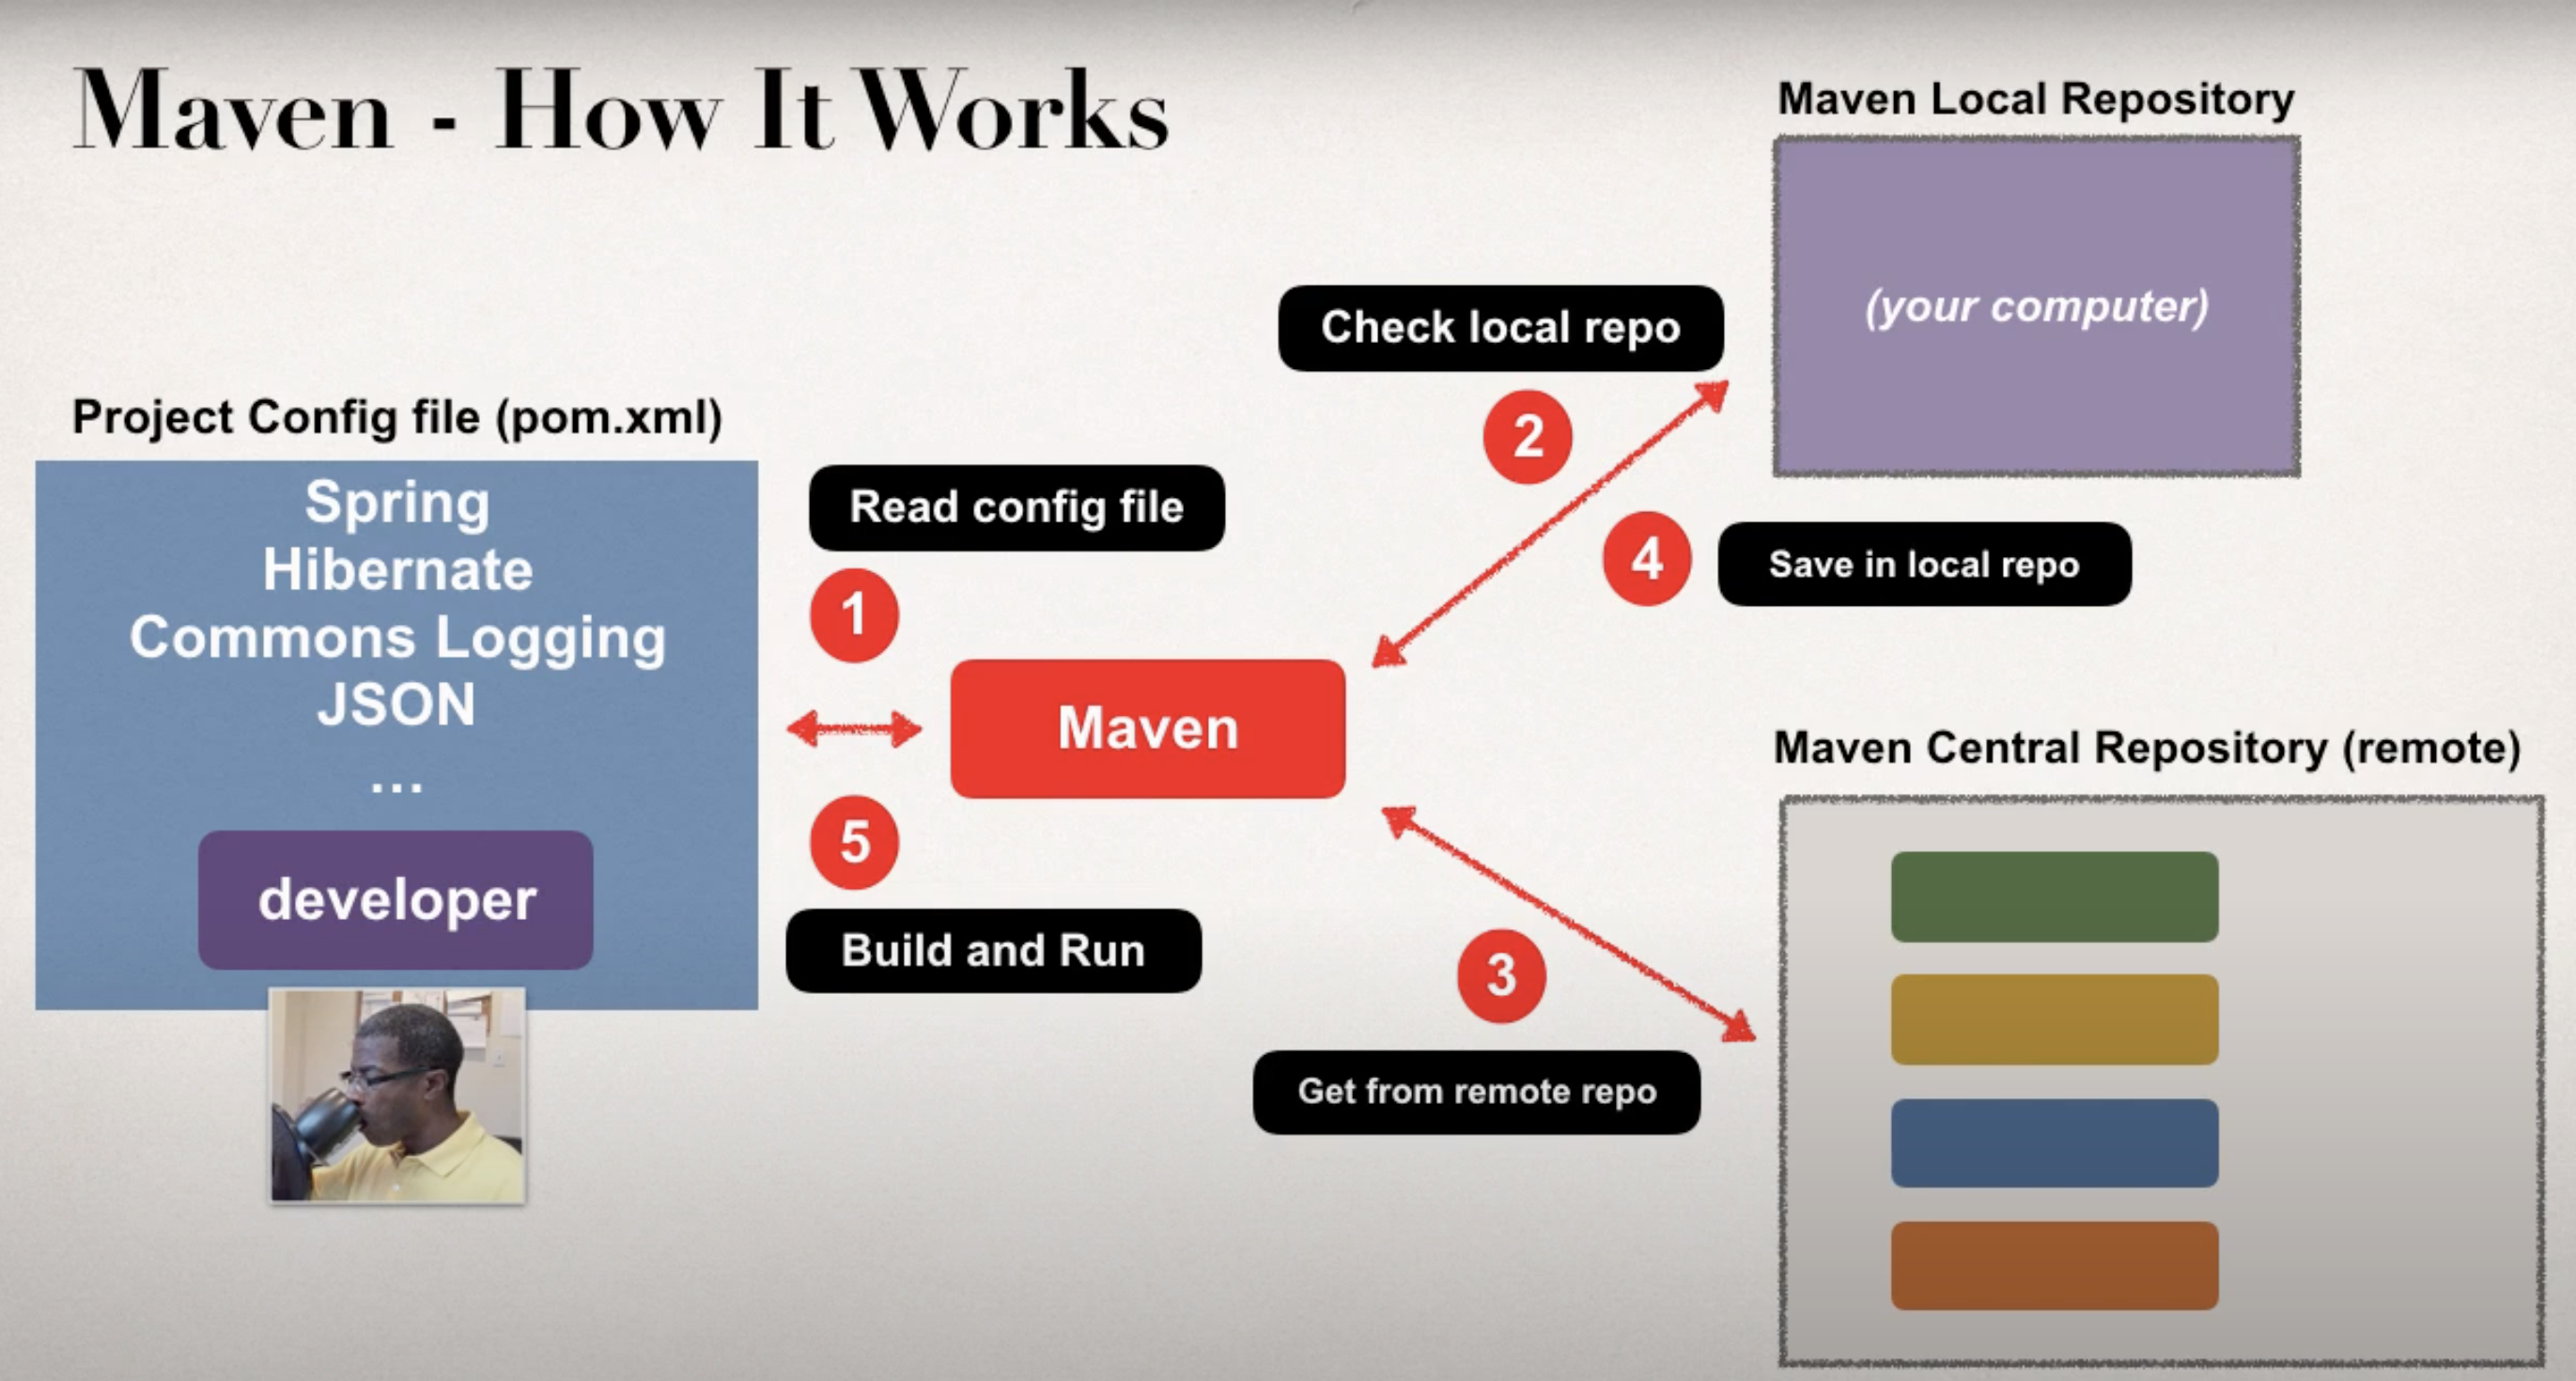 Maven - How It Works
Maven Local Repository
(your computer)
Check local repo
2
Project Config file (pom.xml)
Spring
Hibernate
Commons Logging
JSON
...
developer
Read config file
1
4
Save in local repo
Maven
5
Build and Run
Maven Central Repository (remote)
3
Get from remote repo